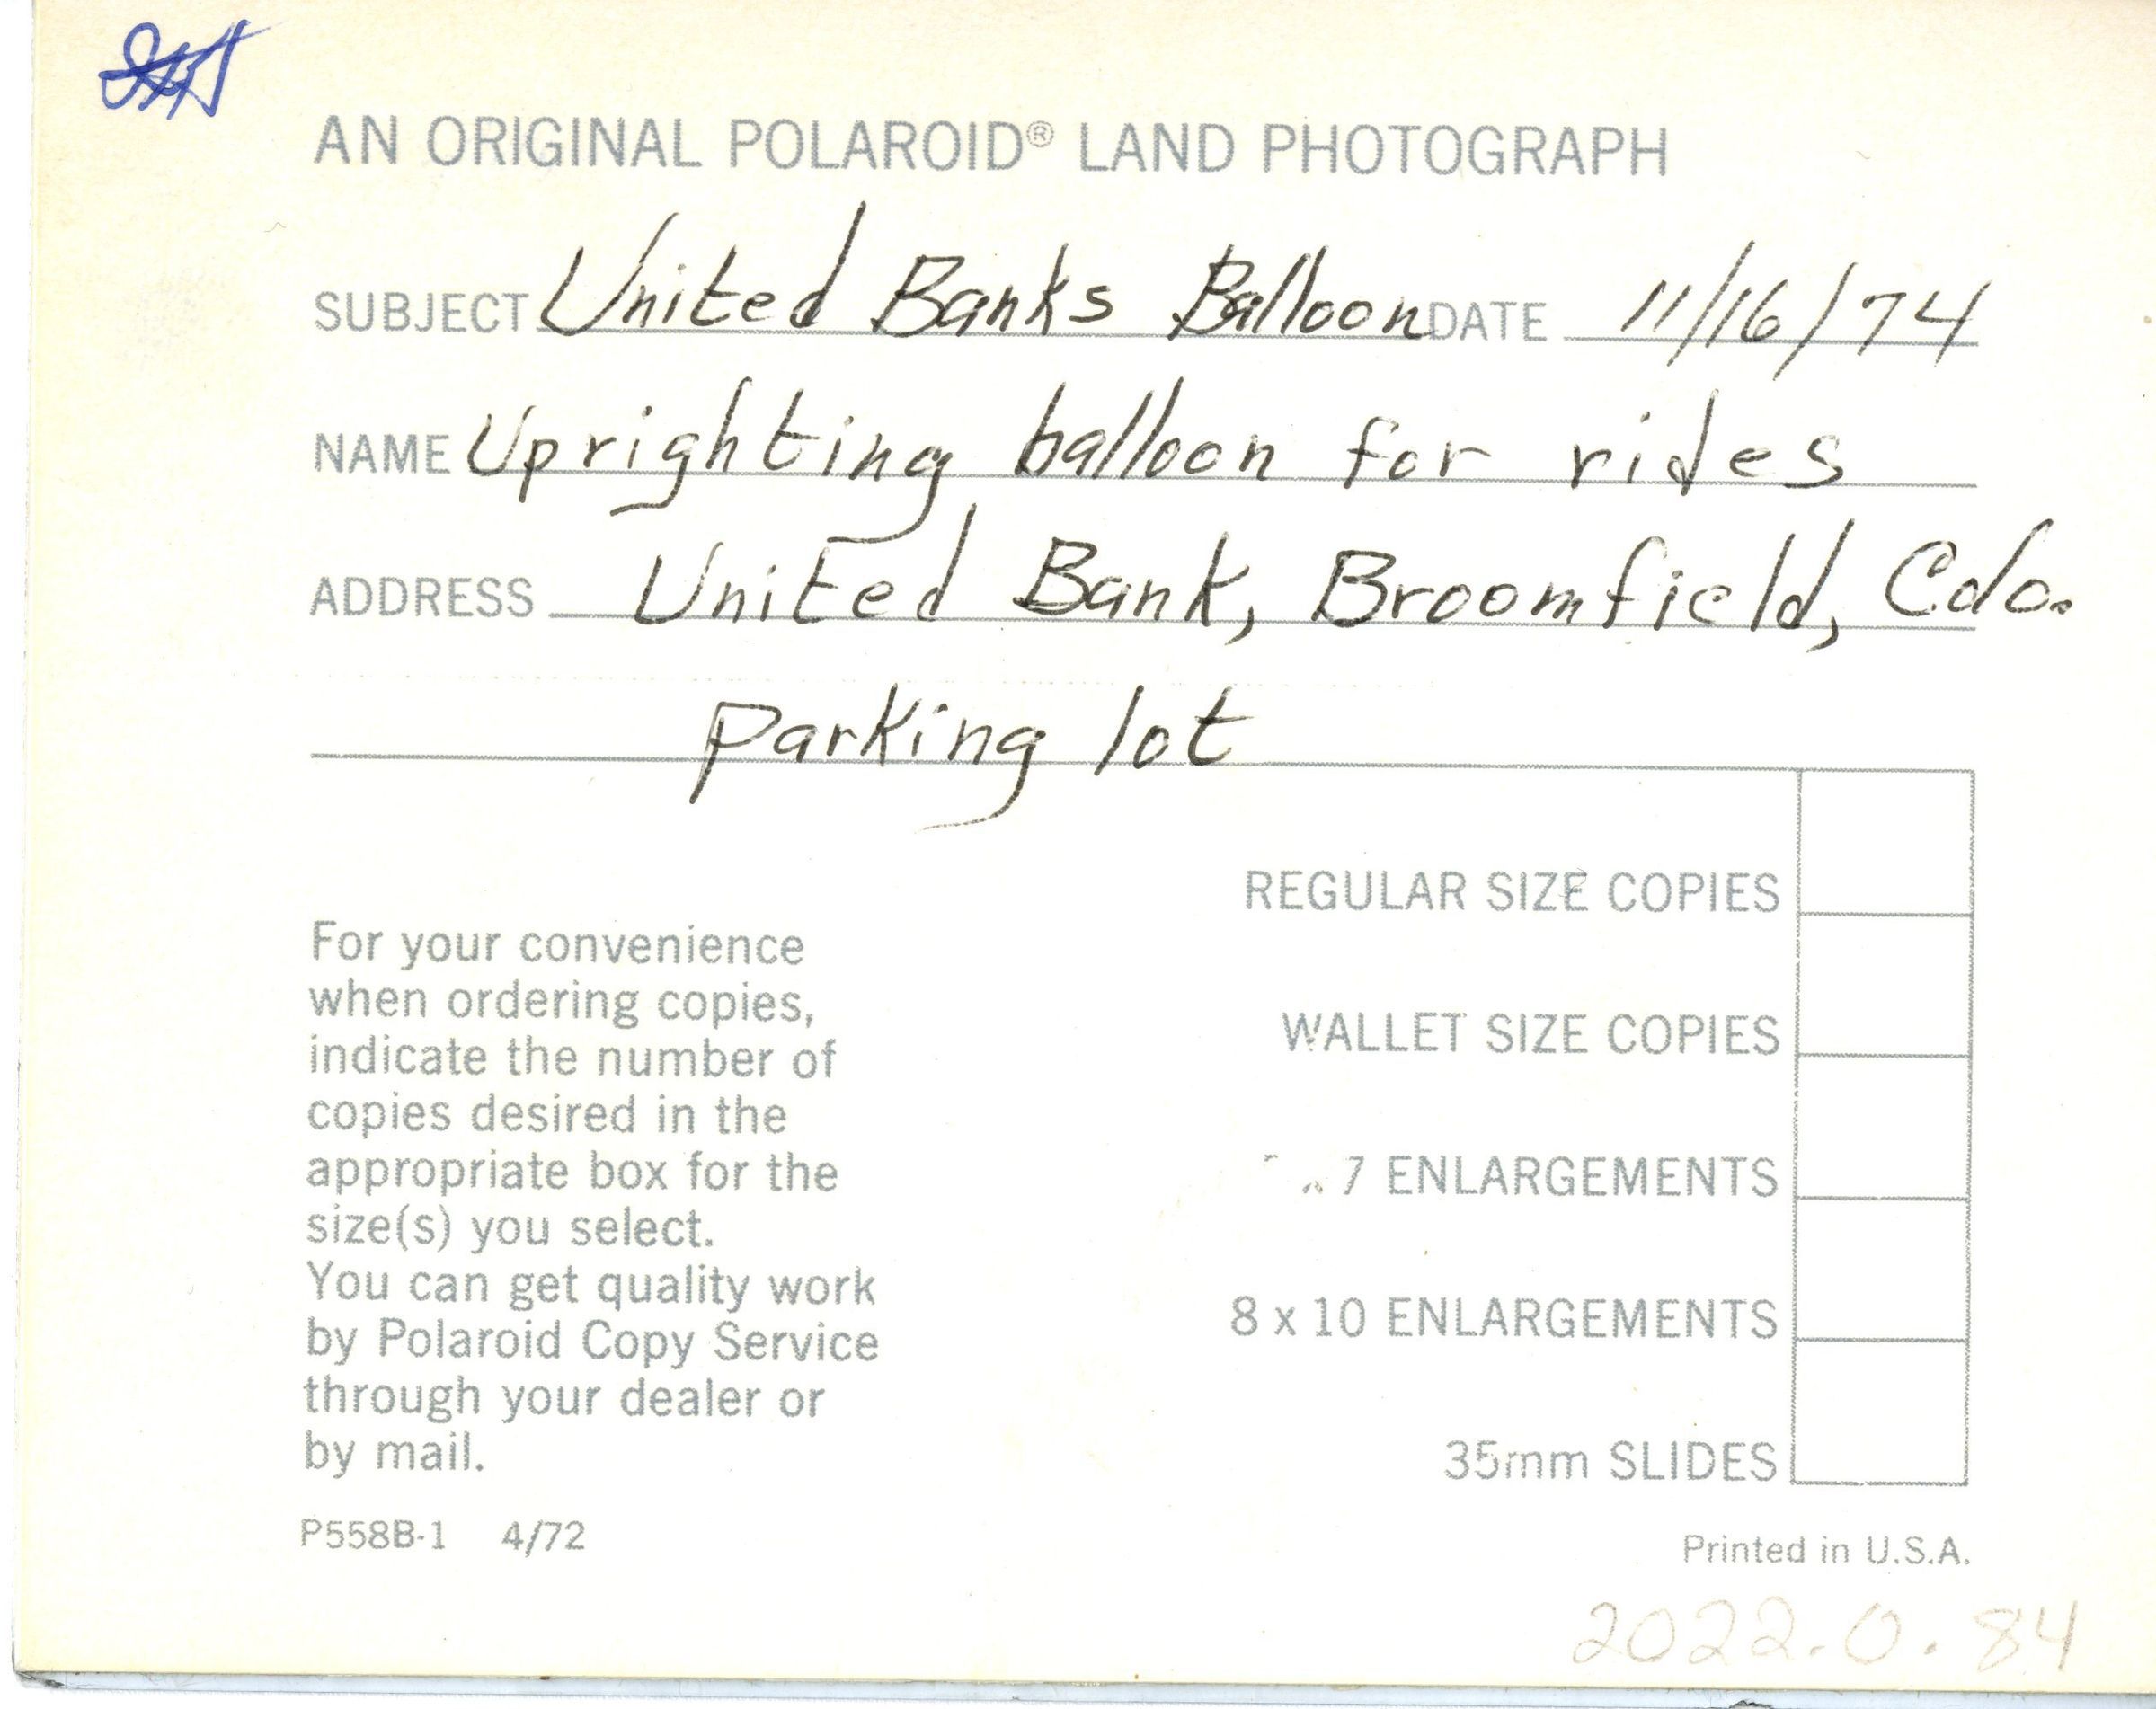 AN ORIGINAL POLAROID® LAND PHOTOGRAPH
SUBJECT United Banks Balloon DATE 11/16/74
NAME Uprighting balloon for rides
ADDRESS United Bank, Broomfield, Colo.
parking lot
REGULAR SIZE COPIES
WALLET SIZE COPIES
7 ENLARGEMENTS
8 x 10 ENLARGEMENTS
35mm SLIDES
For your convenience
when ordering copies,
indicate the number of
copies desired in the
appropriate box for the
size(s) you select.
You can get quality work
by Polaroid Copy Service
through your dealer or
by mail.
P558B-1 4/72
Printed in U.S.A.
2022.0.84